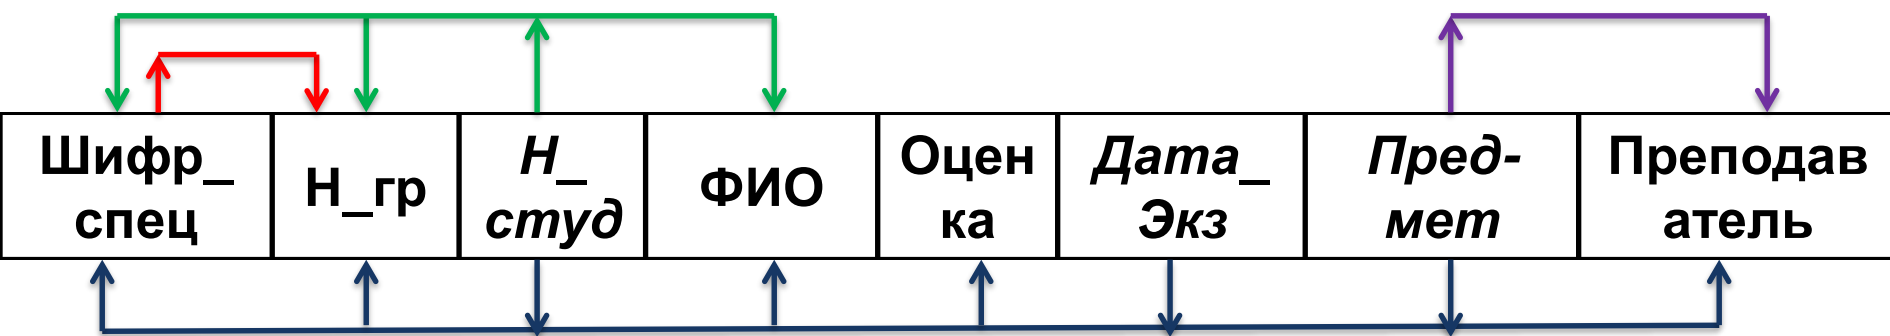 Шифр_
спец
Н_гр
Н_
студ
ФИО
Оцен
ка
Дата_
Экз
Пред-
мет
Преподав
атель